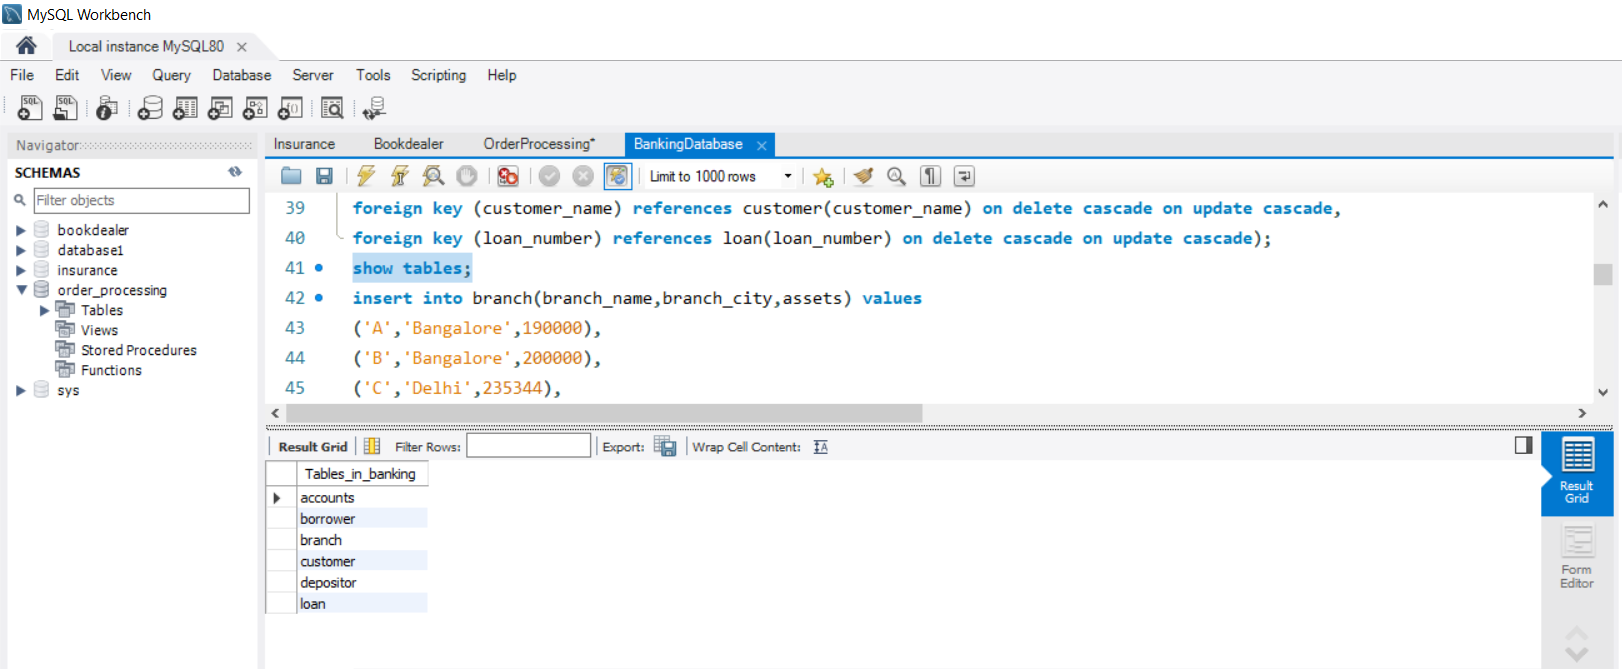 MySQL Workbench
Local instance MySQL80
File Edit View Query Database Server Tools Scripting Help
Navigator
SCHEMAS
Filter objects
bookdealer
database1
insurance
order_processing
Tables
Views
Stored Procedures
Functions
sys
Insurance Bookdealer OrderProcessing* BankingDatabase
Limit to 1000 rows
39 foreign key (customer_name) references customer(customer_name) on delete cascade on update cascade,
40 foreign key (loan_number) references loan(loan_number) on delete cascade on update cascade);
41 show tables;
42 insert into branch(branch_name,branch_city,assets) values
43 ('A','Bangalore',190000),
44 ('B','Bangalore',200000),
45 ('C','Delhi',235344),
Result Grid Filter Rows: Export: Wrap Cell Content:
Tables_in_banking
accounts
borrower
branch
customer
depositor
loan
Result
Grid
Form
Editor